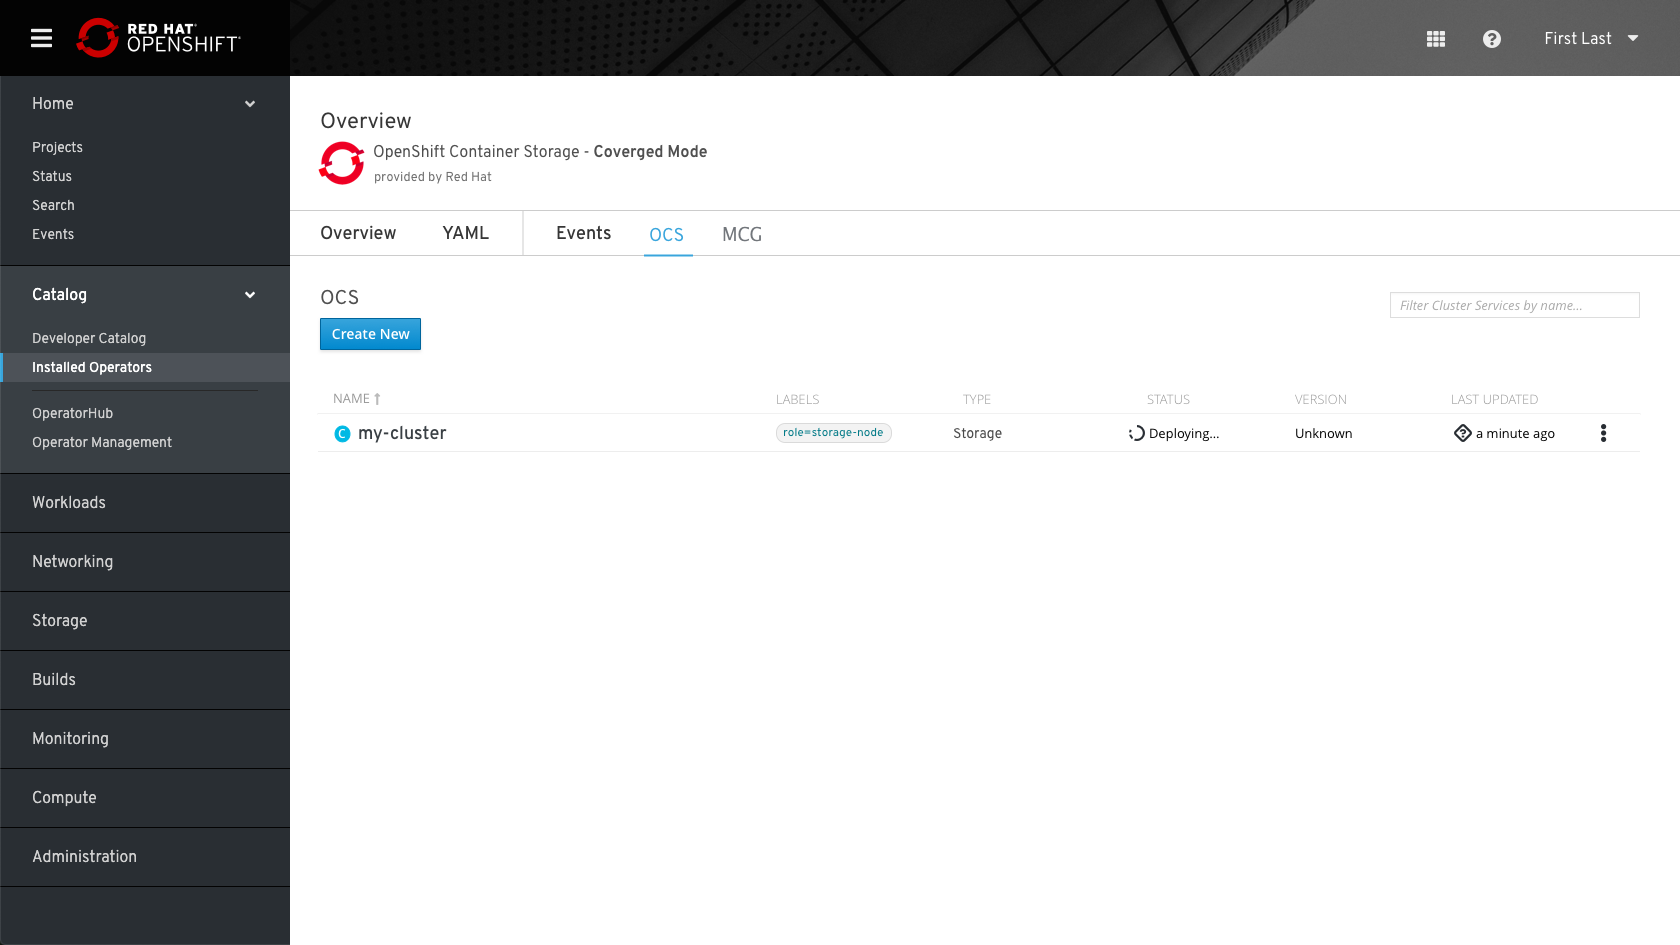 RED HAT
OPENSHIFT
First Last
Home
Projects
Status
Search
Events
Catalog
Developer Catalog
Installed Operators
OperatorHub
Operator Management
Workloads
Networking
Storage
Builds
Monitoring
Compute
Administration
Overview
OpenShift Container Storage - Coverged Mode
provided by Red Hat
Overview YAML Events OCS MCG
OCS
Filter Cluster Services by name...
Create New
NAME LABELS TYPE STATUS VERSION LAST UPDATED
C my-cluster role=storage-node Storage Deploying... Unknown a minute ago